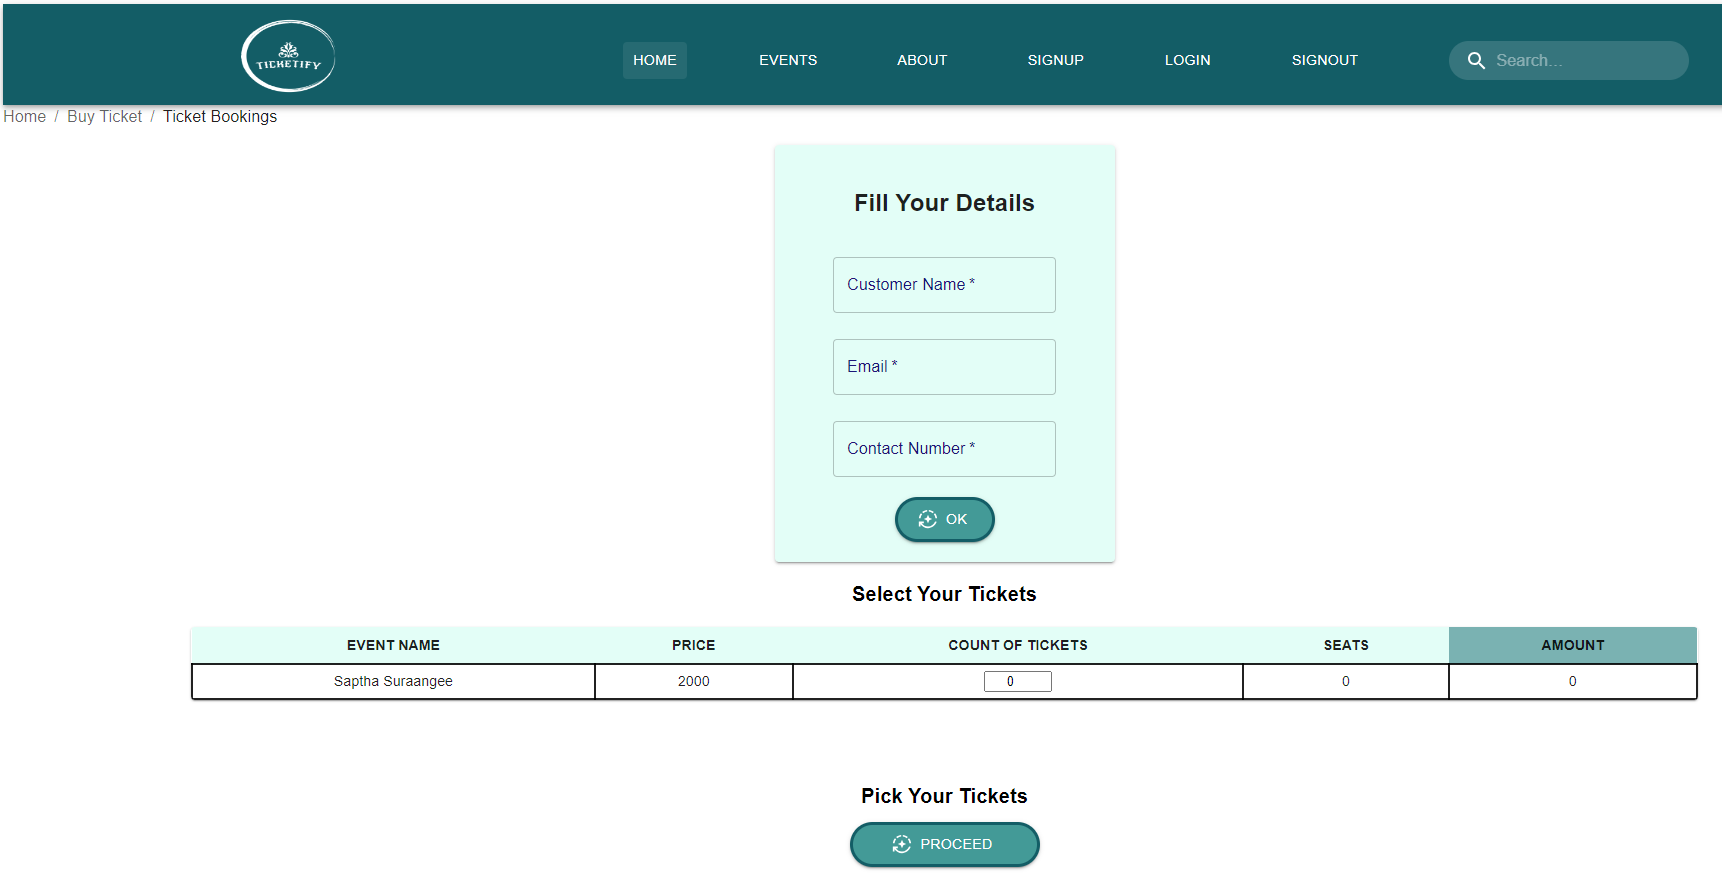 TICKETIFY
HOME EVENTS ABOUT SIGNUP LOGIN SIGNOUT Search...
Home / Buy Ticket / Ticket Bookings
Fill Your Details
Customer Name *
Email *
Contact Number *
OK
Select Your Tickets
EVENT NAME PRICE COUNT OF TICKETS SEATS AMOUNT
Saptha Suraangee 2000 0 0 0
Pick Your Tickets
PROCEED